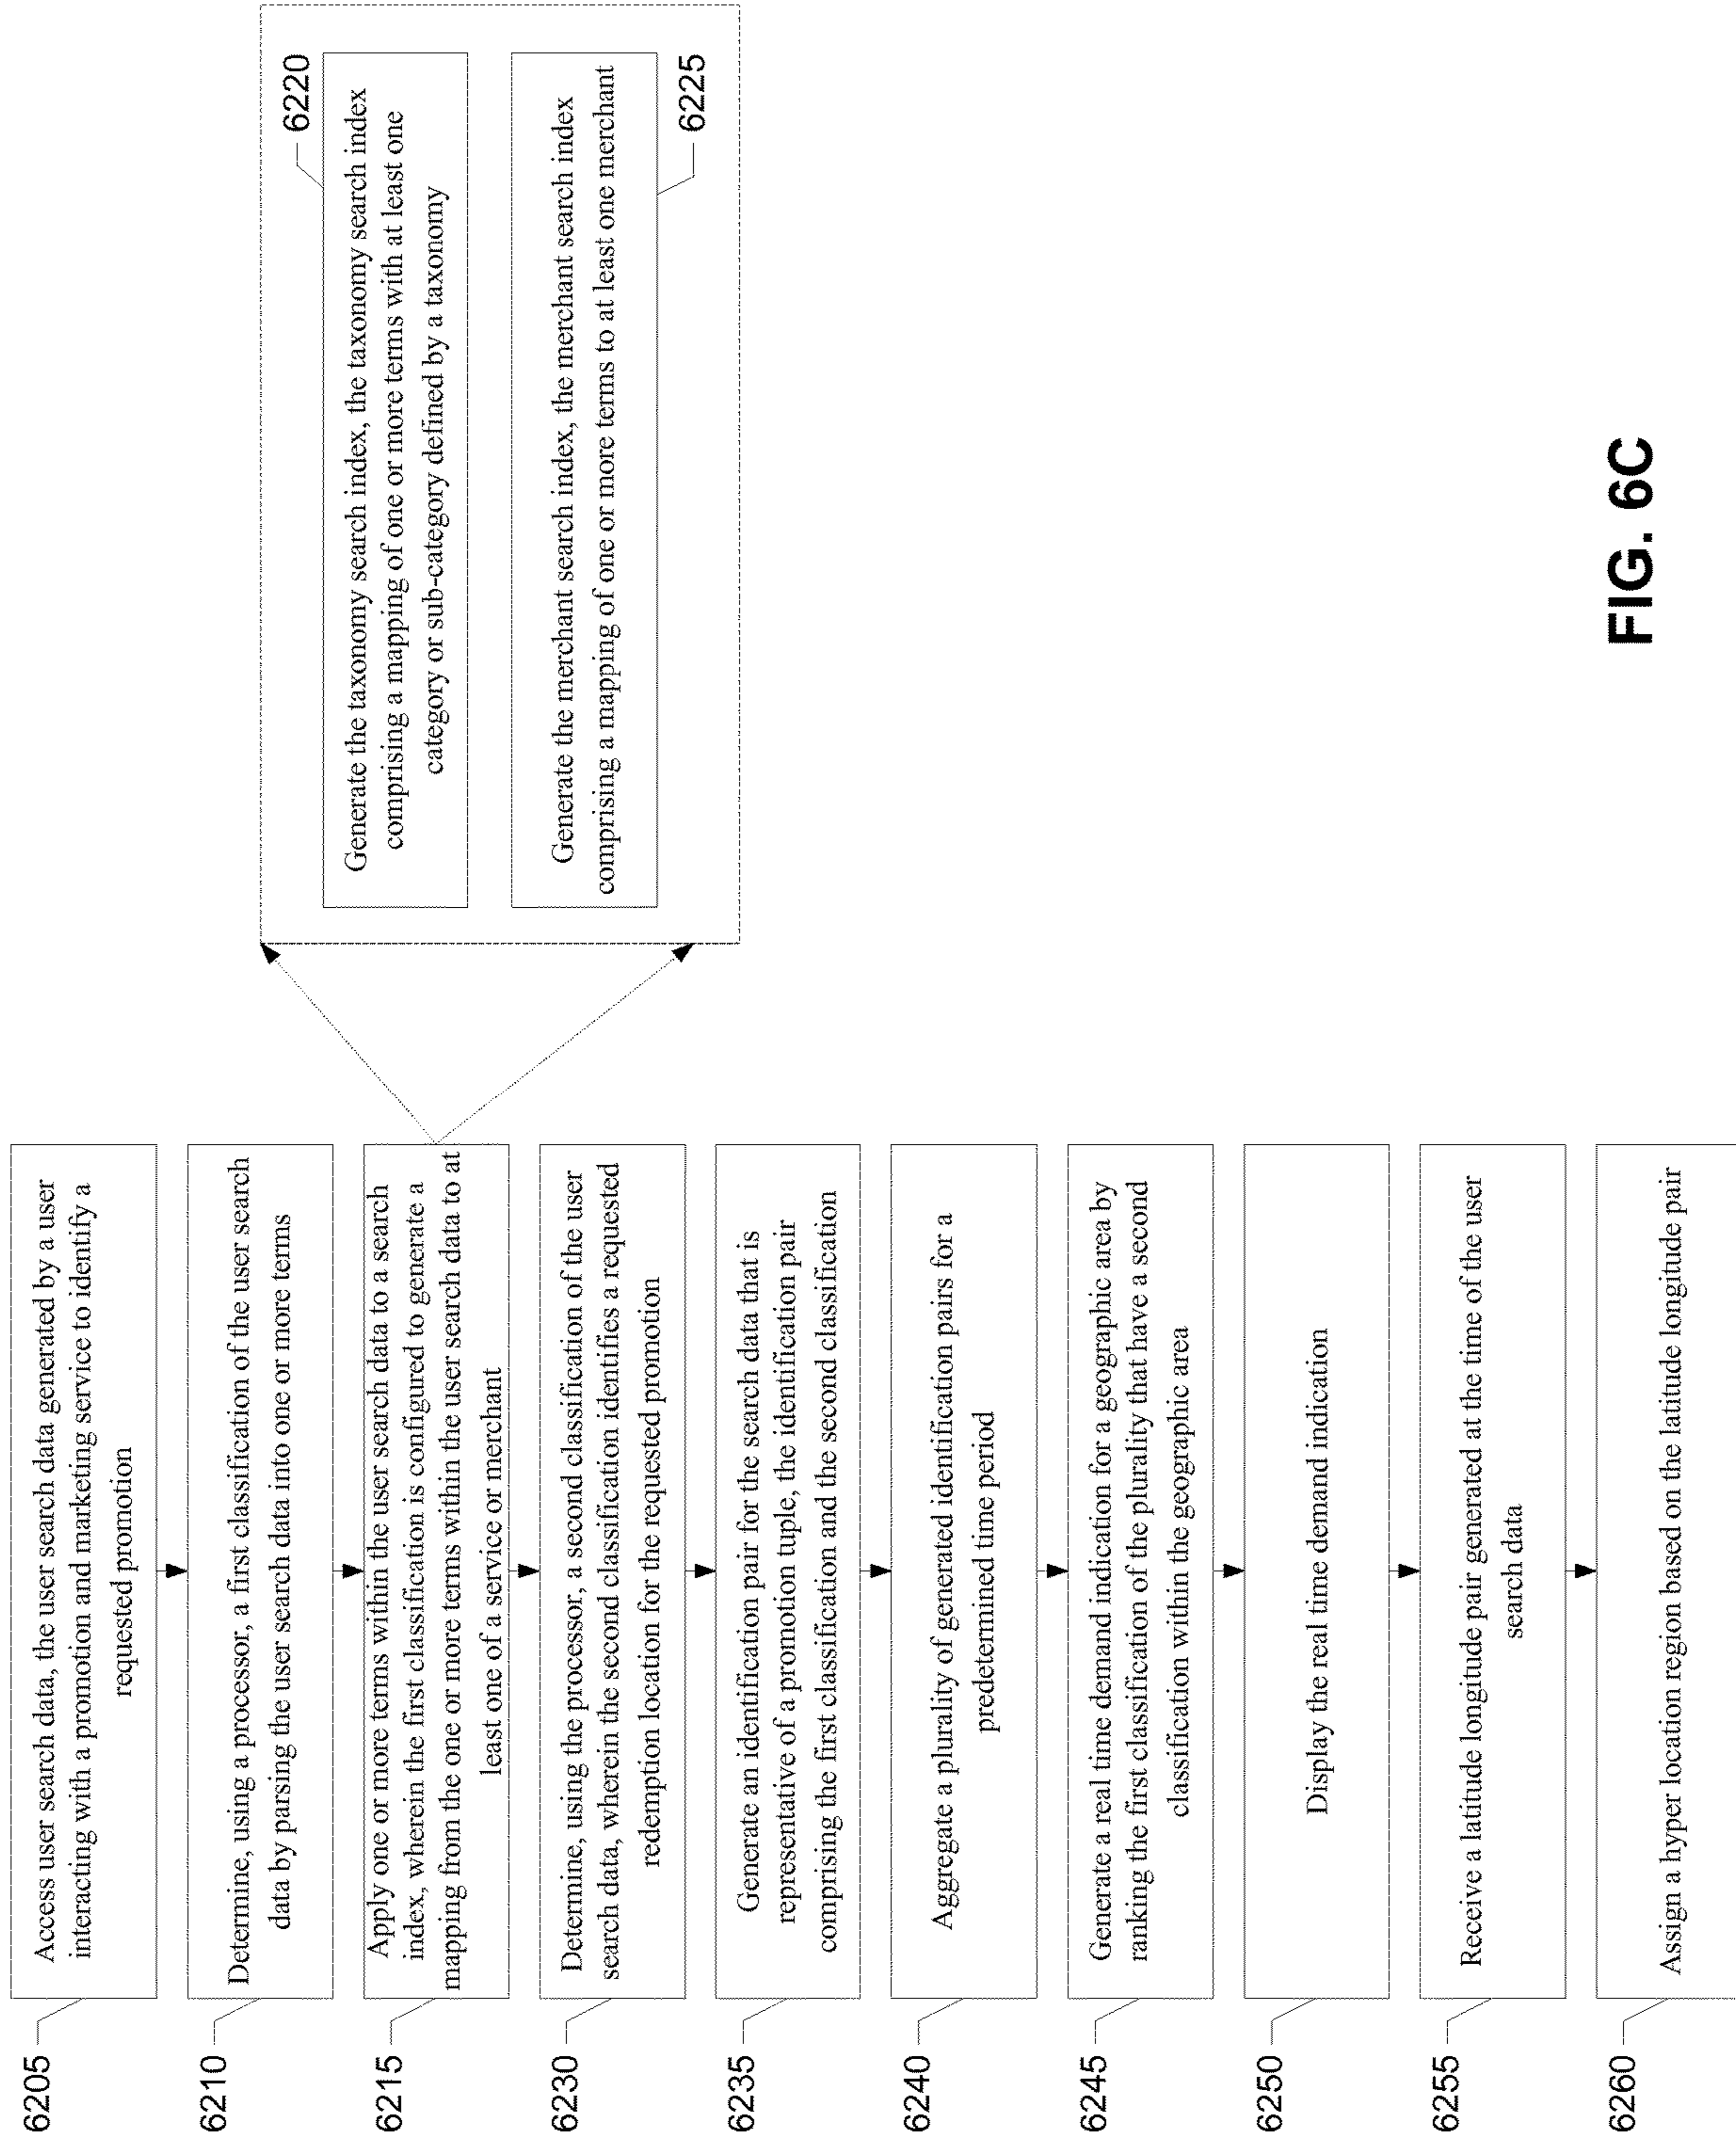 6205
Access user search data, the user search data generated by a user
interacting with a promotion and marketing service to identify a
requested promotion
6210
Determine, using a processor, a first classification of the user search
data by parsing the user search data into one or more terms
6215
Apply one or more terms within the user search data to a search
index, wherein the first classification is configured to generate a
mapping from the one or more terms within the user search data to at
least one of a service or merchant
6220
Generate the taxonomy search index, the taxonomy search index
comprising a mapping of one or more terms with at least one
category or sub-category defined by a taxonomy
Generate the merchant search index, the merchant search index
comprising a mapping of one or more terms to at least one merchant
6225
6230
Determine, using the processor, a second classification of the user
search data, wherein the second classification identifies a requested
redemption location for the requested promotion
6235
Generate an identification pair for the search data that is
representative of a promotion tuple, the identification pair
comprising the first classification and the second classification
6240
Aggregate a plurality of generated identification pairs for a
predetermined time period
6245
Generate a real time demand indication for a geographic area by
ranking the first classification of the plurality that have a second
classification within the geographic area
6250
Display the real time demand indication
6255
Receive a latitude longitude pair generated at the time of the user
search data
6260
Assign a hyper location region based on the latitude longitude pair
FIG. 6C